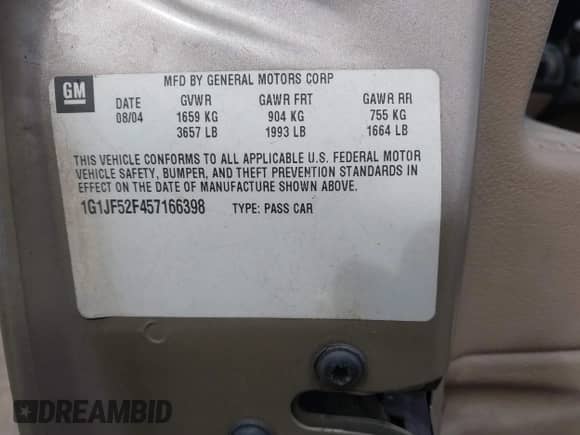 GM
MFD BY GENERAL MOTORS CORP
DATE GVWR GAWR FRT GAWR RR
08/04 1659 KG 904 KG 755 KG
3657 LB 1993 LB 1664 LB
THIS VEHICLE CONFORMS TO ALL APPLICABLE U.S. FEDERAL MOTOR
VEHICLE SAFETY, BUMPER, AND THEFT PREVENTION STANDARDS IN
EFFECT ON THE DATE OF MANUFACTURE SHOWN ABOVE.
1G1JF52F457166398 TYPE: PASS CAR
DREAMBID